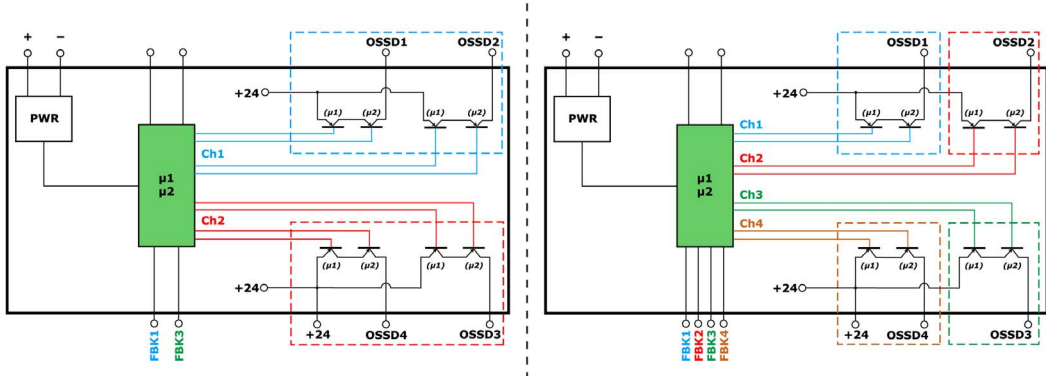 + −
OSSD1 OSSD2
PWR
+24
(μ1) (μ2) (μ1) (μ2)
Ch1
μ1
μ2
Ch2
(μ1) (μ2) (μ1) (μ2)
+24
+24 OSSD4 OSSD3
FBK1 FBK3
+ −
OSSD1 OSSD2
PWR
+24
(μ1) (μ2) (μ1) (μ2)
Ch1
Ch2
μ1
μ2
Ch3
Ch4
(μ1) (μ2) (μ1) (μ2)
+24
+24 OSSD4 OSSD3
FBK1 FBK2 FBK3 FBK4